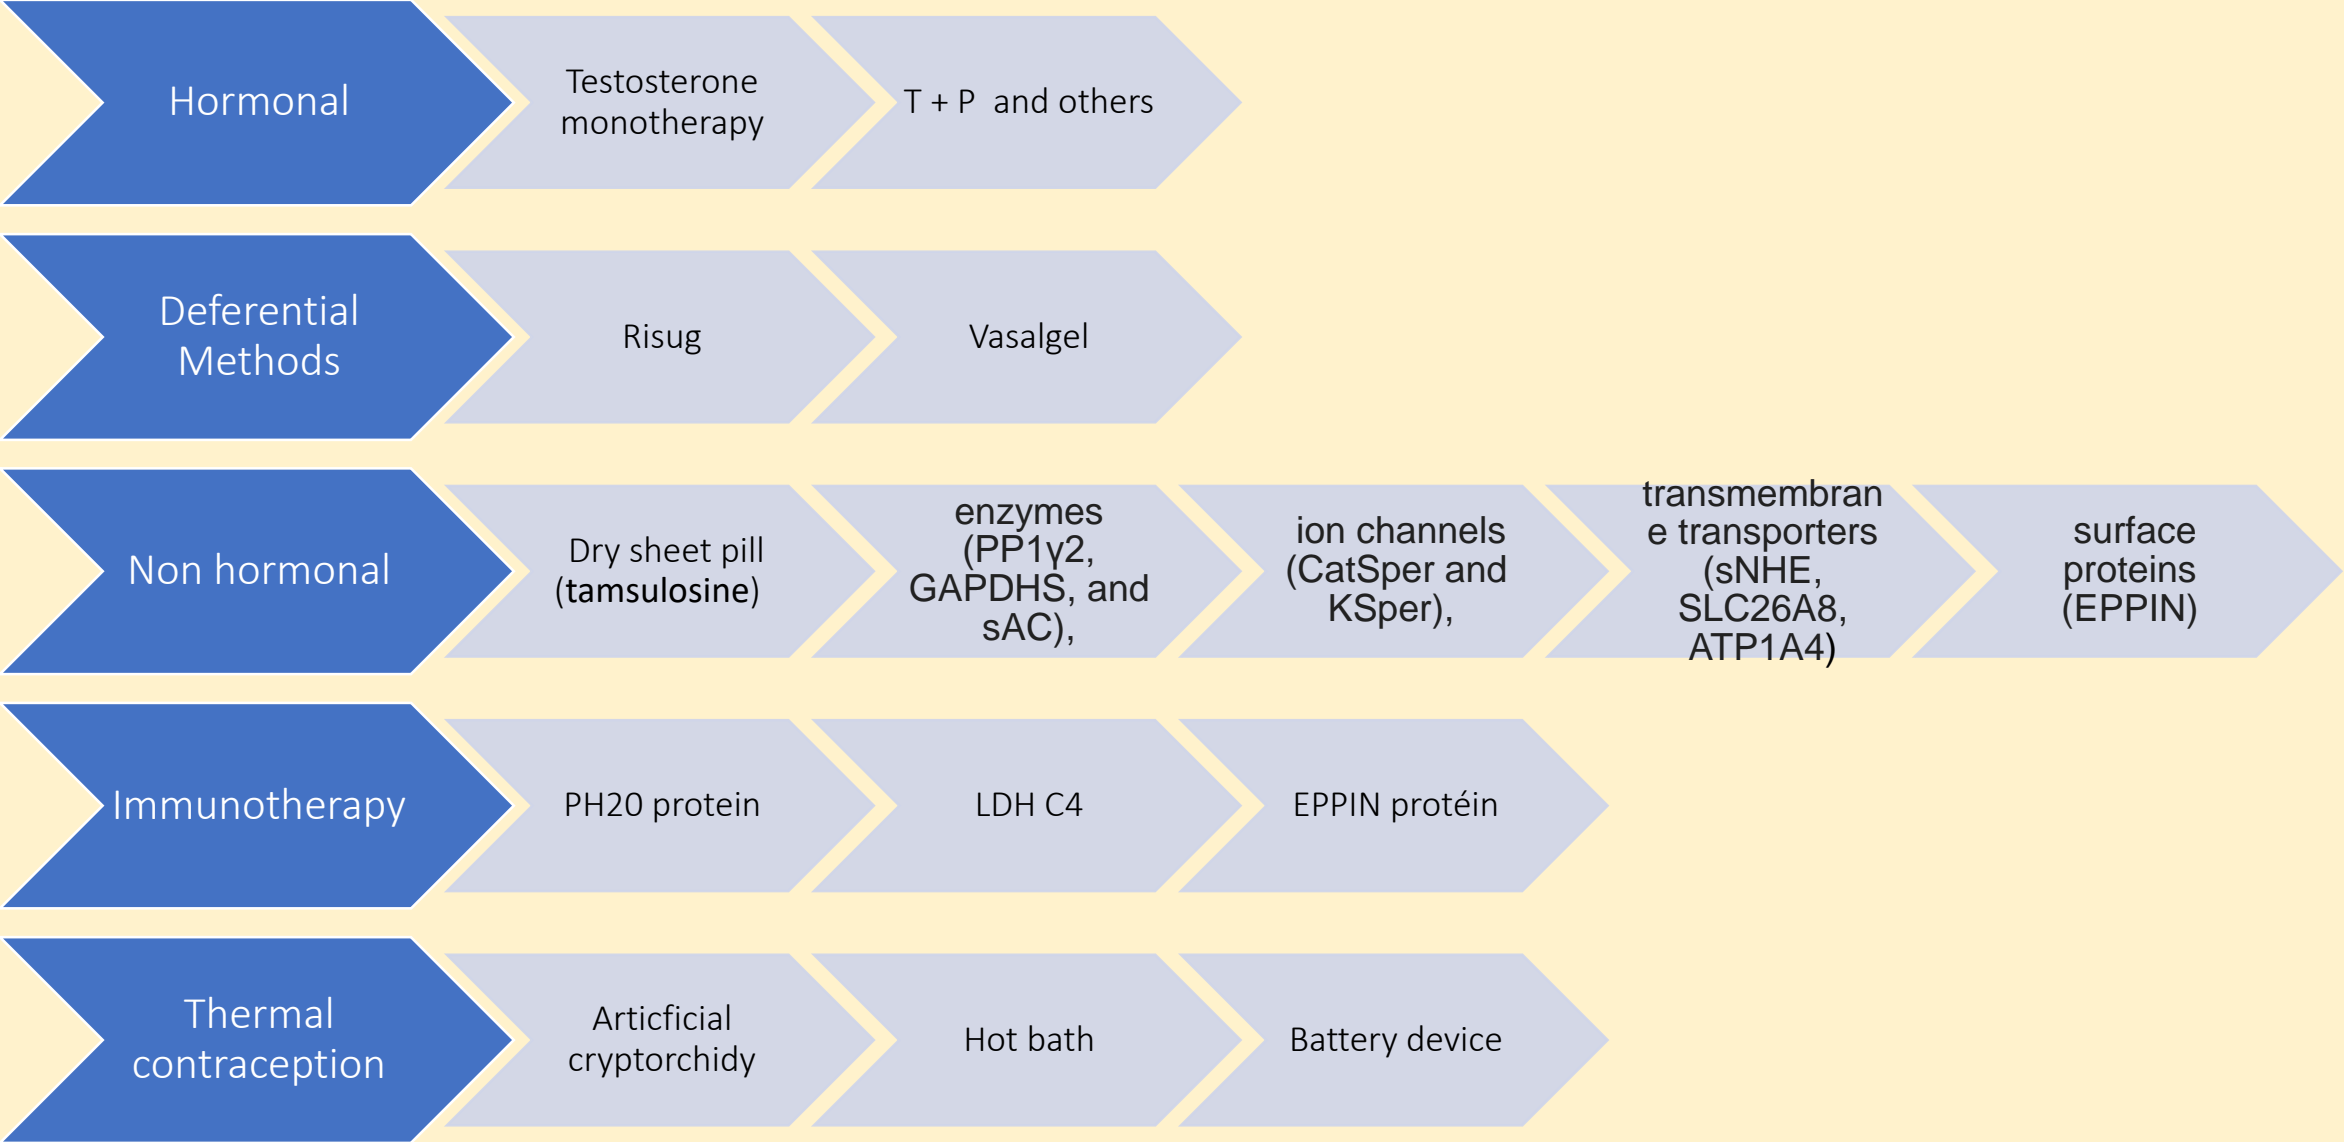 Hormonal
Testosterone
monotherapy
T + P  and others
Deferential
Methods
Risug
Vasalgel
Non hormonal
Dry sheet pill
(tamsulosine)
enzymes
(PP1γ2,
GAPDHS, and
sAC),
ion channels
(CatSper and
KSper),
transmembran
e transporters
(sNHE,
SLC26A8,
ATP1A4)
surface
proteins
(EPPIN)
Immunotherapy
PH20 protein
LDH C4
EPPIN protéin
Thermal
contraception
Articficial
cryptorchidy
Hot bath
Battery device